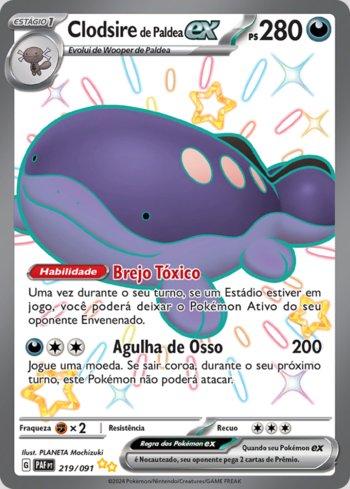 ESTÁGIO 1
Clodsire de Paldea ex PS 280
Evolui de Wooper de Paldea
Habilidade Brejo Tóxico
Uma vez durante o seu turno, se um Estádio estiver em
jogo, você poderá deixar o Pokémon Ativo do seu
oponente Envenenado.
Agulha de Osso 200
Jogue uma moeda. Se sair coroa, durante o seu próximo
turno, este Pokémon não poderá atacar.
Fraqueza ×2 Resistência Recuo
Regra dos Pokémon ex Quando seu Pokémon ex
é Nocauteado, seu oponente pega 2 cartas de Prêmio.
Ilust. PLANETA Mochizuki
G PAF PT 219/091
©2024 Pokémon/Nintendo/Creatures/GAME FREAK